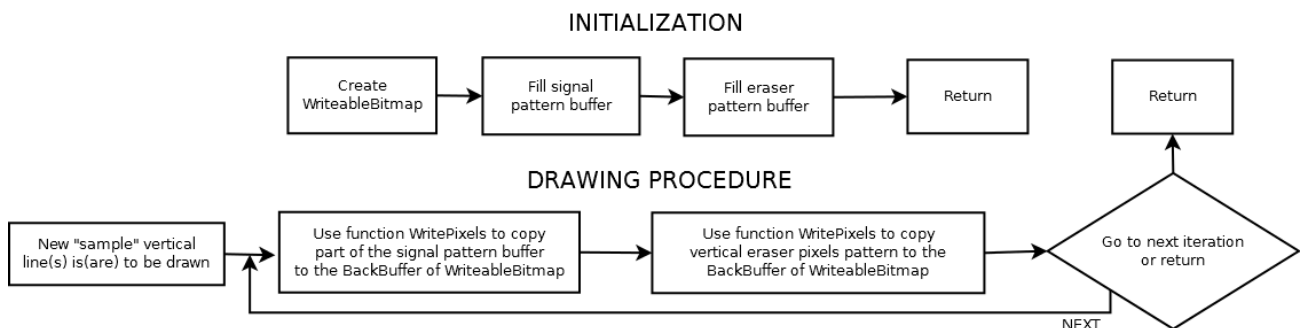 INITIALIZATION
Create
WriteableBitmap
Fill signal
pattern buffer
Fill eraser
pattern buffer
Return
Return
DRAWING PROCEDURE
New "sample" vertical
line(s) is(are) to be drawn
Use function WritPixels to copy
part of the signal pattern buffer
to the BackBuffer of WriteableBitmap
Use function WritePixels to copy
vertical eraser pixels pattern to the
BackBuffer of WriteableBitmap
Go to next iteration
or return
NEXT